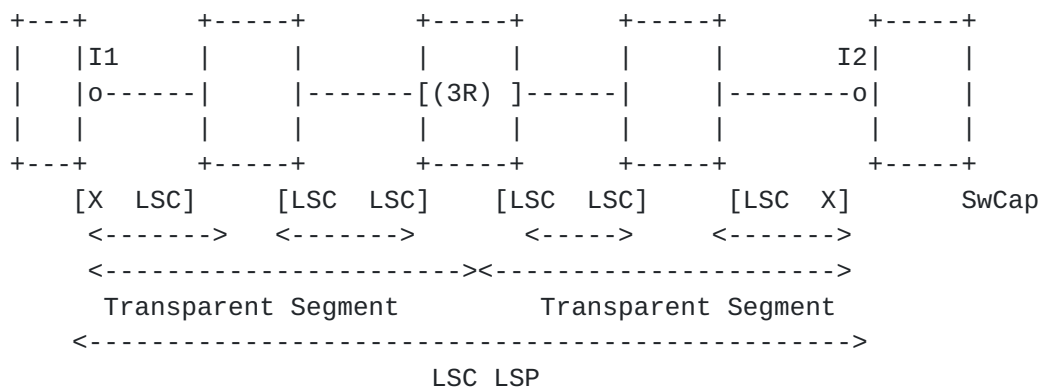 +---+       +-----+       +-----+      +-----+         +-----+
|   |I1     |     |       |     |      |     |       I2|     |
|   |o------|     |-------[(3R) ]------|     |--------o|     |
|   |       |     |       |     |      |     |         |     |
+---+       +-----+       +-----+      +-----+         +-----+
    [X  LSC]     [LSC  LSC]    [LSC  LSC]     [LSC  X]       SwCap
     <------->   <------->       <----->     <------->
     <-----------------------><---------------------->
      Transparent Segment         Transparent Segment
    <------------------------------------------------->
                           LSC LSP